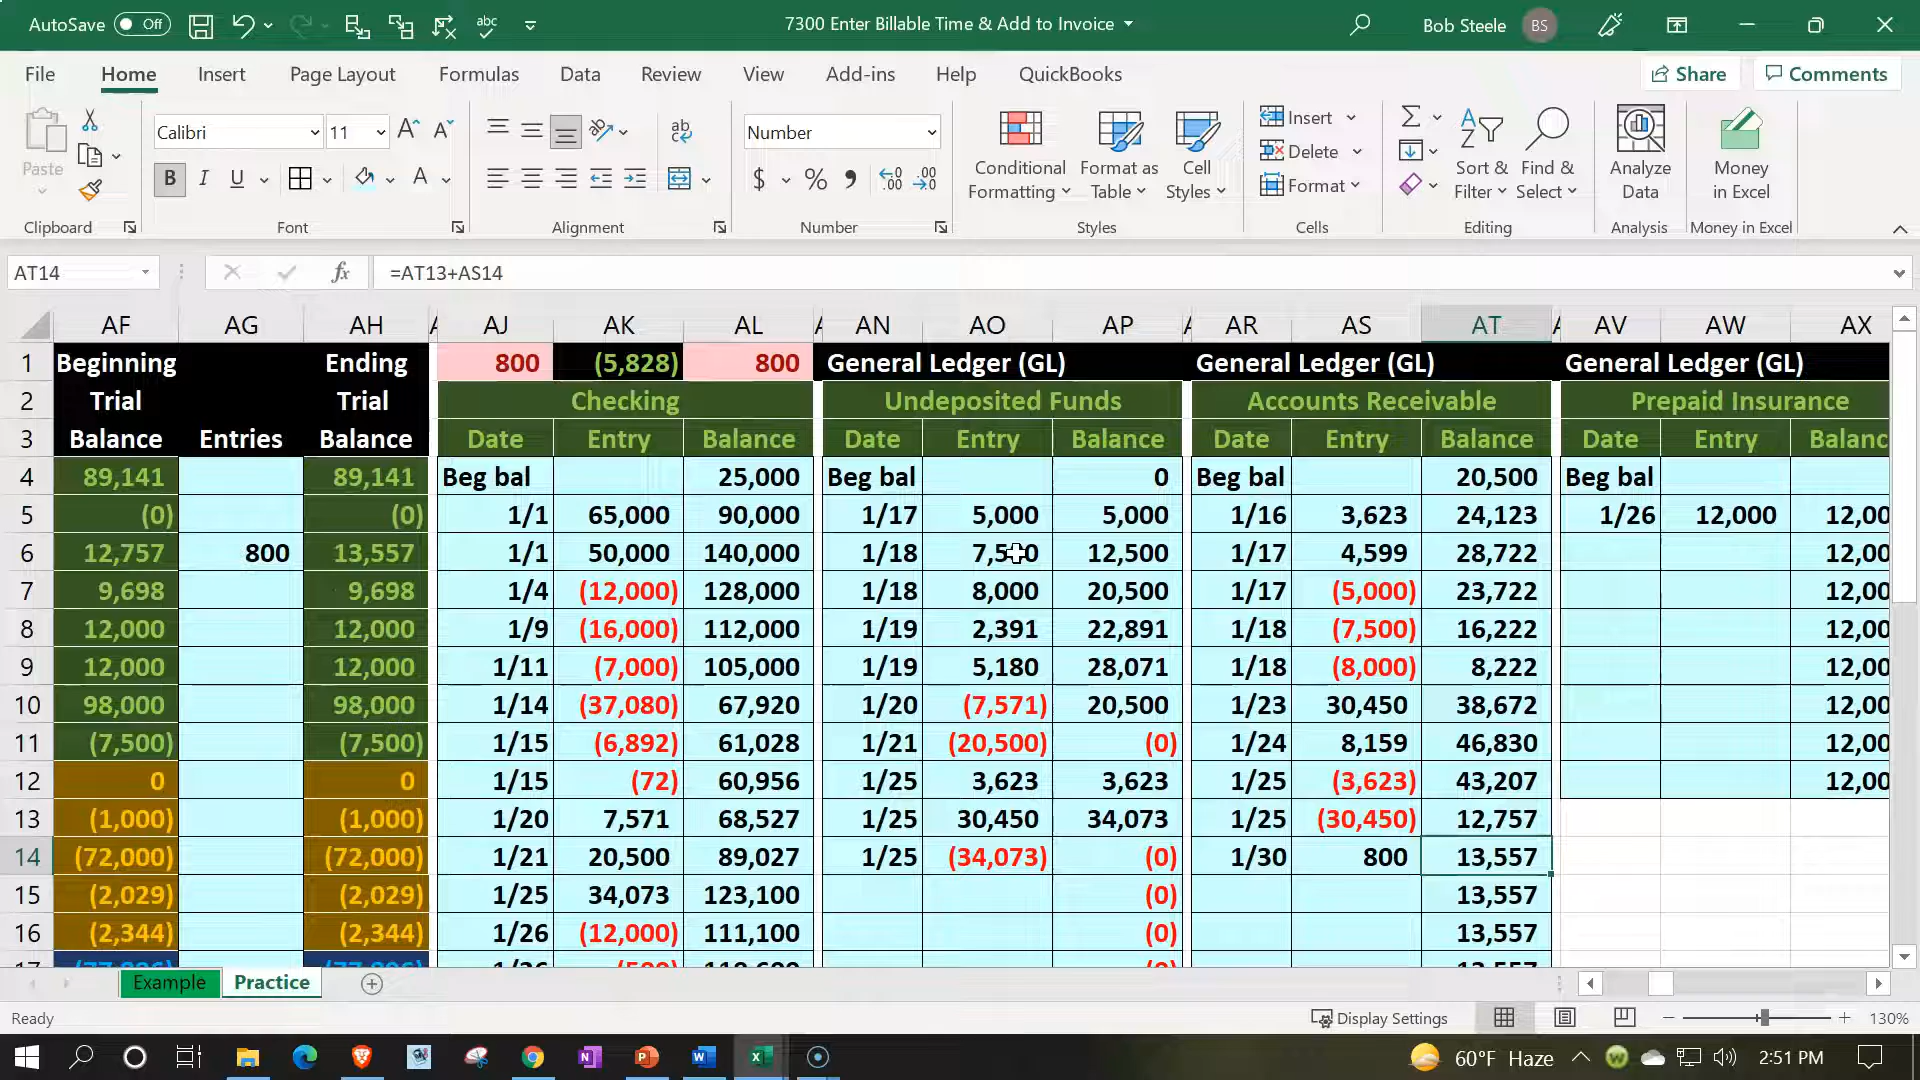 AutoSave Off 7300 Enter Billable Time & Add to Invoice Bob Steele BS
File Home Insert Page Layout Formulas Data Review View Add-ins Help QuickBooks Share Comments
Paste Calibri 11 Number Conditional Formatting Format as Table Cell Styles Insert Delete Format Sort & Filter Find & Select Analyze Data Money in Excel
Clipboard Font Alignment Number Styles Cells Editing Analysis Money in Excel
AT14 =AT13+AS14
AF AG AH AJ AK AL AN AO AP AR AS AT AV AW AX
1 Beginning Ending 800 (5,828) 800 General Ledger (GL) General Ledger (GL) General Ledger (GL)
2 Trial Trial Checking Undeposited Funds Accounts Receivable Prepaid Insurance
3 Balance Entries Balance Date Entry Balance Date Entry Balance Date Entry Balance Date Entry Balanc
4 89,141 89,141 Beg bal 25,000 Beg bal 0 Beg bal 20,500 Beg bal
5 (0) (0) 1/1 65,000 90,000 1/17 5,000 5,000 1/16 3,623 24,123 1/26 12,000 12,00
6 12,757 800 13,557 1/1 50,000 140,000 1/18 7,500 12,500 1/17 4,599 28,722 12,00
7 9,698 9,698 1/4 (12,000) 128,000 1/18 8,000 20,500 1/17 (5,000) 23,722 12,00
8 12,000 12,000 1/9 (16,000) 112,000 1/19 2,391 22,891 1/18 (7,500) 16,222 12,00
9 12,000 12,000 1/11 (7,000) 105,000 1/19 5,180 28,071 1/18 (8,000) 8,222 12,00
10 98,000 98,000 1/14 (37,080) 67,920 1/20 (7,571) 20,500 1/23 30,450 38,672 12,00
11 (7,500) (7,500) 1/15 (6,892) 61,028 1/21 (20,500) (0) 1/24 8,159 46,830 12,00
12 0 0 1/15 (72) 60,956 1/25 3,623 3,623 1/25 (3,623) 43,207 12,00
13 (1,000) (1,000) 1/20 7,571 68,527 1/25 30,450 34,073 1/25 (30,450) 12,757
14 (72,000) (72,000) 1/21 20,500 89,027 1/25 (34,073) (0) 1/30 800 13,557
15 (2,029) (2,029) 1/25 34,073 123,100 (0) 13,557
16 (2,344) (2,344) 1/26 (12,000) 111,100 (0) 13,557
Example Practice
Ready Display Settings 130%
60°F Haze 2:51 PM